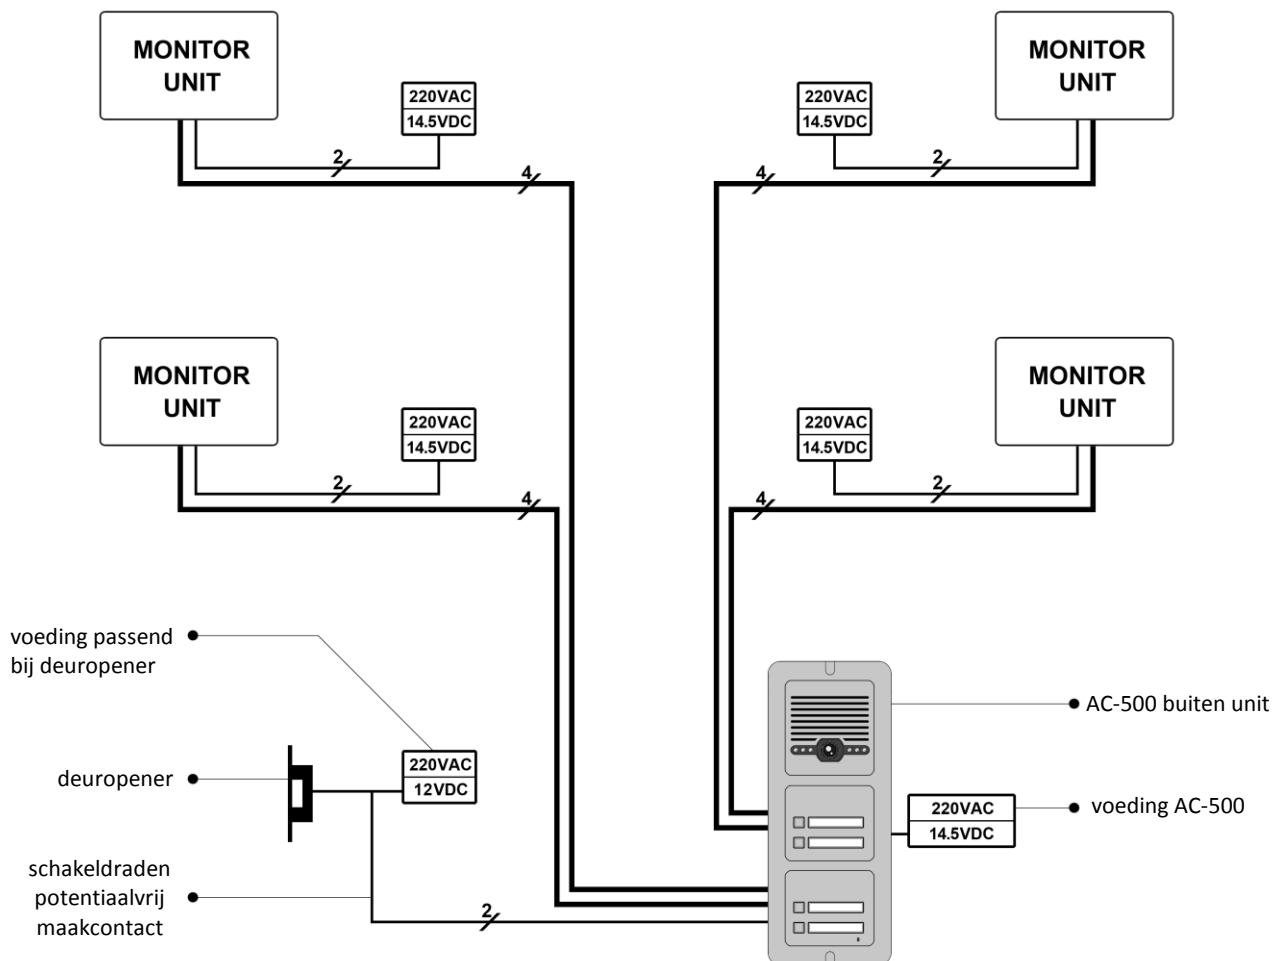 MONITOR
UNIT
220VAC
14.5VDC
2
4
220VAC
14.5VDC
2
4
MONITOR
UNIT
MONITOR
UNIT
220VAC
14.5VDC
2
4
220VAC
14.5VDC
2
4
MONITOR
UNIT
voeding passend
bij deuropener
deuropener
220VAC
12VDC
schakeldraden
potentiaalvrij
maakcontact
2
AC-500 buiten unit
220VAC
14.5VDC
voeding AC-500